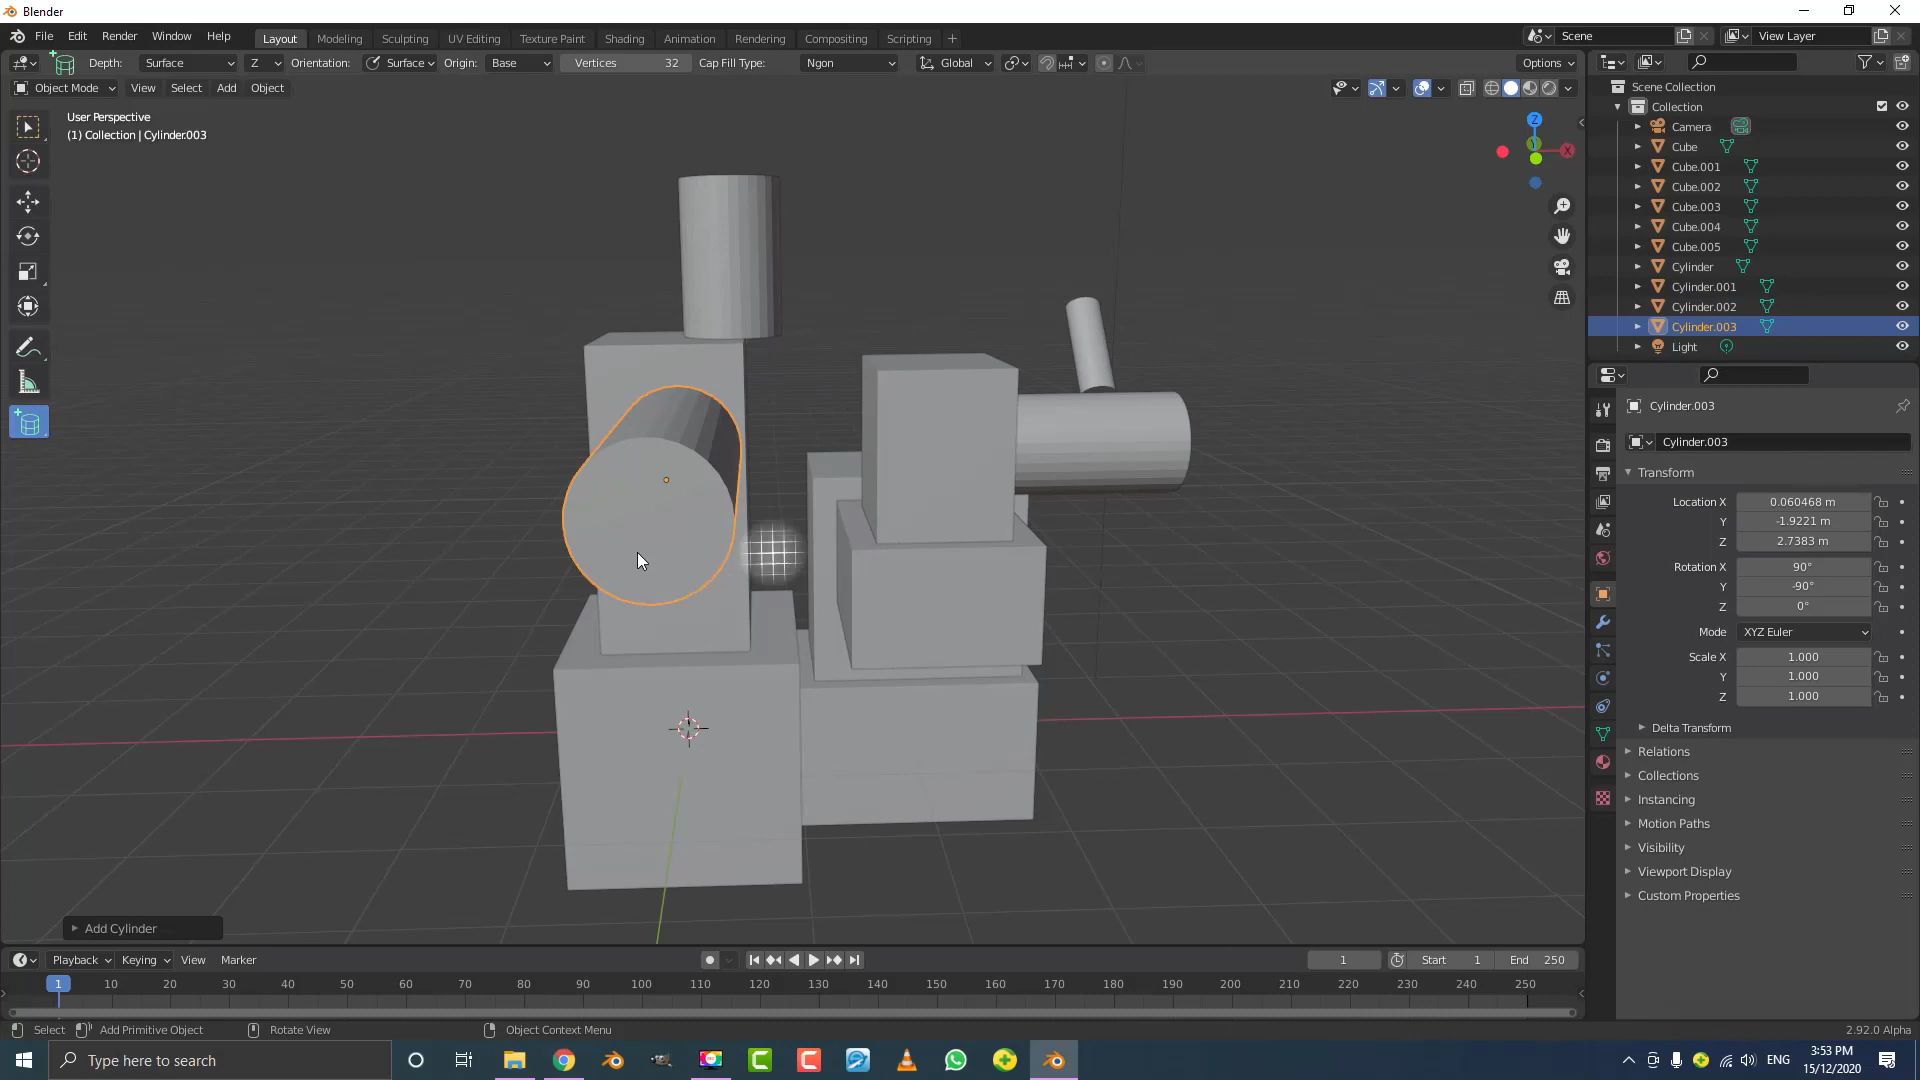 Blender
File Edit Render Window Help
Layout Modeling Sculpting UV Editing Texture Paint Shading Animation Rendering Compositing Scripting +
Scene
View Layer
Depth: Surface Z Orientation: Surface Origin: Base Vertices 32 Cap Fill Type: Ngon Global Options
Object Mode View Select Add Object
User Perspective
(1) Collection | Cylinder.003
Z
X
Scene Collection
Collection
Camera
Cube
Cube.001
Cube.002
Cube.003
Cube.004
Cube.005
Cylinder
Cylinder.001
Cylinder.002
Cylinder.003
Light
Cylinder.003
Cylinder.003
Transform
Location X 0.060468 m
Y -1.9221 m
Z 2.7383 m
Rotation X 90°
Y -90°
Z 0°
Mode XYZ Euler
Scale X 1.000
Y 1.000
Z 1.000
Delta Transform
Relations
Collections
Instancing
Motion Paths
Visibility
Viewport Display
Custom Properties
Add Cylinder
Playback Keying View Marker
1 Start 1 End 250
1 10 20 30 40 50 60 70 80 90 100 110 120 130 140 150 160 170 180 190 200 210 220 230 240 250
Select Add Primitive Object Rotate View Object Context Menu 2.92.0 Alpha
Type here to search
ENG
3:53 PM
15/12/2020